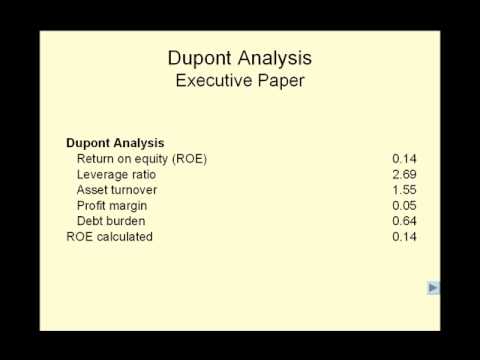 Dupont Analysis
Executive Paper
Dupont Analysis
Return on equity (ROE) 0.14
Leverage ratio 2.69
Asset turnover 1.55
Profit margin 0.05
Debt burden 0.64
ROE calculated 0.14